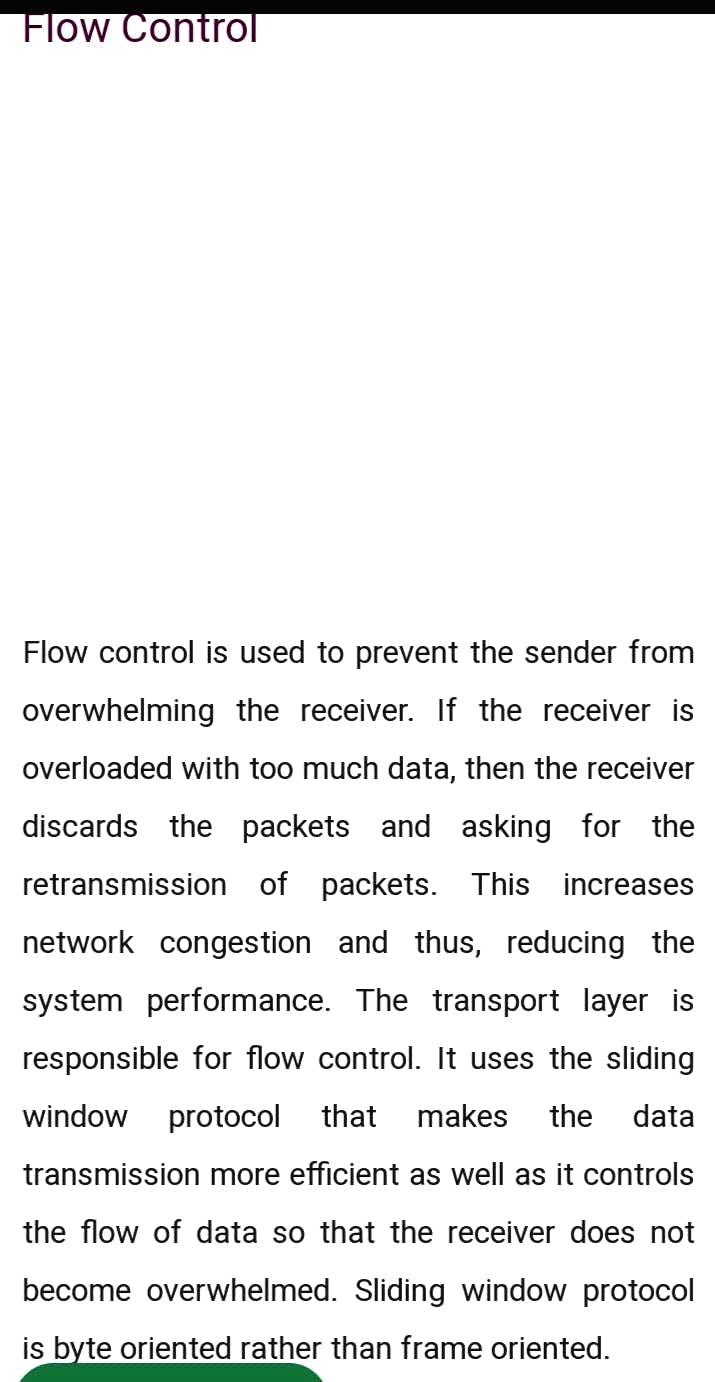 Flow Control
Flow control is used to prevent the sender from
overwhelming the receiver. If the receiver is
overloaded with too much data, then the receiver
discards the packets and asking for the
retransmission of packets. This increases
network congestion and thus, reducing the
system performance. The transport layer is
responsible for flow control. It uses the sliding
window protocol that makes the data
transmission more efficient as well as it controls
the flow of data so that the receiver does not
become overwhelmed. Sliding window protocol
is byte oriented rather than frame oriented.